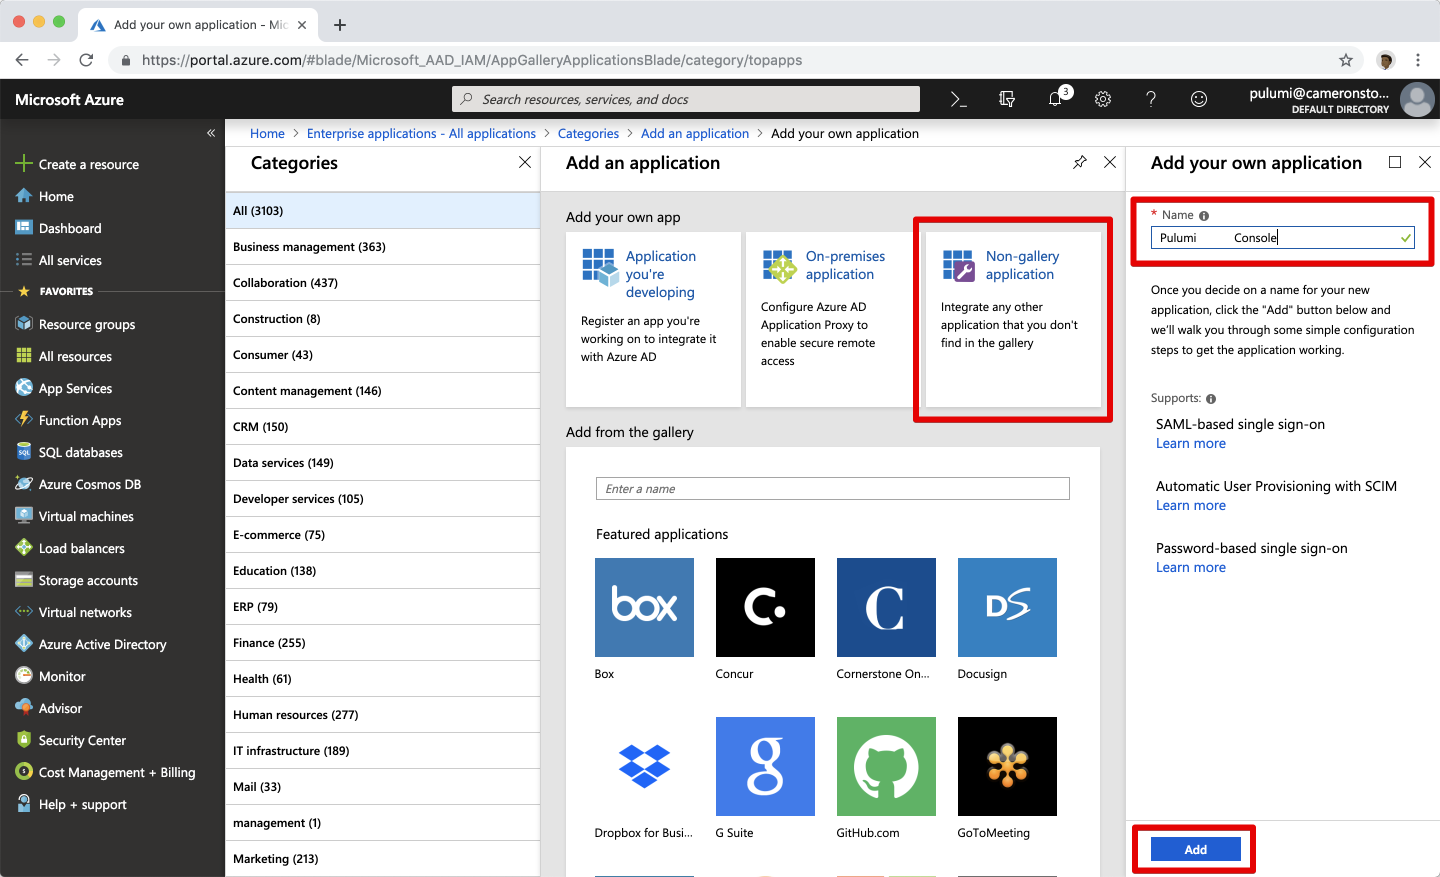 Add your own application - Mic
https://portal.azure.com/#blade/Microsoft_AAD_IAM/AppGalleryApplicationsBlade/category/topapps
Microsoft Azure
Search resources, services, and docs
3
pulumi@cameronsto...
DEFAULT DIRECTORY
Home > Enterprise applications - All applications > Categories > Add an application > Add your own application
Create a resource
Home
Dashboard
All services
FAVORITES
Resource groups
All resources
App Services
Function Apps
SQL databases
Azure Cosmos DB
Virtual machines
Load balancers
Storage accounts
Virtual networks
Azure Active Directory
Monitor
Advisor
Security Center
Cost Management + Billing
Help + support
Categories
All (3103)
Business management (363)
Collaboration (437)
Construction (8)
Consumer (43)
Content management (146)
CRM (150)
Data services (149)
Developer services (105)
E-commerce (75)
Education (138)
ERP (79)
Finance (255)
Health (61)
Human resources (277)
IT infrastructure (189)
Mail (33)
management (1)
Marketing (213)
Add an application
Add your own app
Application
you're
developing
Register an app you're
working on to integrate it
with Azure AD
On-premises
application
Configure Azure AD
Application Proxy to
enable secure remote
access
Non-gallery
application
Integrate any other
application that you don't
find in the gallery
Add from the gallery
Enter a name
Featured applications
box
C.
C
DS
Box
Concur
Cornerstone On...
Docusign
g
Dropbox for Busi...
G Suite
GitHub.com
GoToMeeting
Add your own application
* Name
Pulumi Console
Once you decide on a name for your new
application, click the "Add" button below and
we'll walk you through some simple configuration
steps to get the application working.
Supports:
SAML-based single sign-on
Learn more
Automatic User Provisioning with SCIM
Learn more
Password-based single sign-on
Learn more
Add